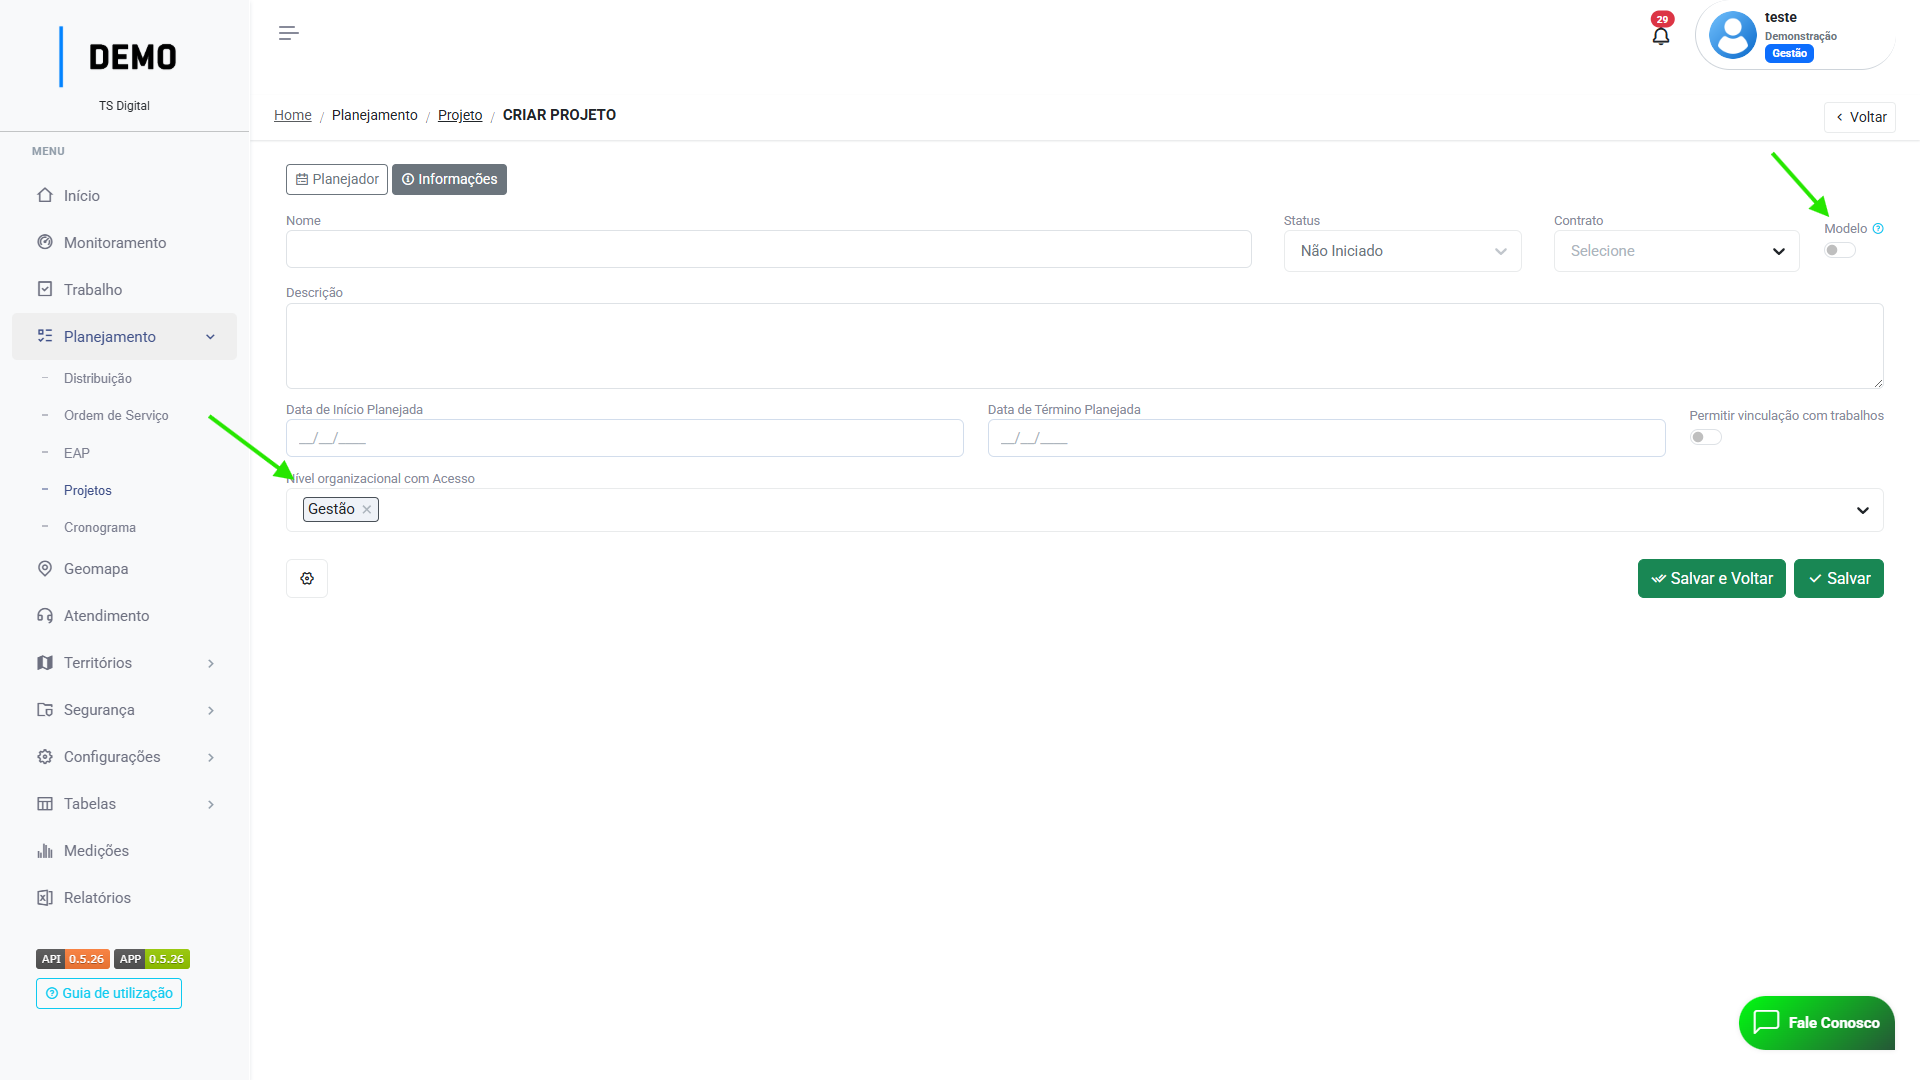 DEMO
TS Digital
MENU
Início
Monitoramento
Trabalho
Planejamento
Distribuição
Ordem de Serviço
EAP
Projetos
Cronograma
Geomapa
Atendimento
Territórios
Segurança
Configurações
Tabelas
Medições
Relatórios
API 0.5.26 APP 0.5.26
Guia de utilização
29
teste
Demonstração
Gestão
Home / Planejamento / Projeto / CRIAR PROJETO
Voltar
Planejador Informações
Nome Status Contrato Modelo
Não Iniciado Selecione
Descrição
Data de Início Planejada Data de Término Planejada Permitir vinculação com trabalhos
__/__/____ __/__/____
Nível organizacional com Acesso
Gestão
Salvar e Voltar Salvar
Fale Conosco